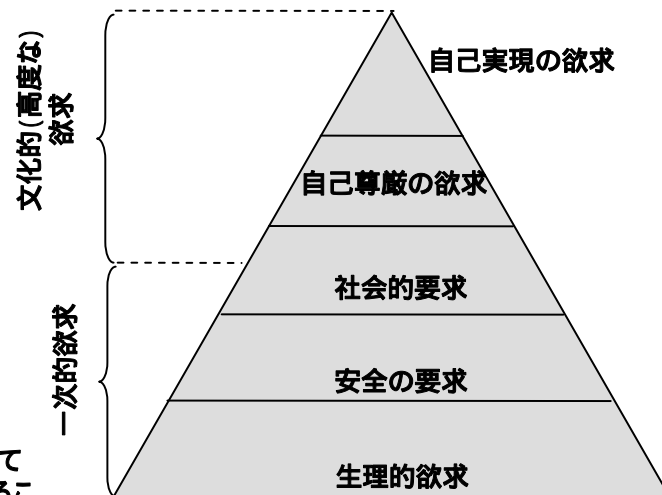 自己実現の欲求
文化的(高度な)
欲求
自己尊厳の欲求
社会的要求
一次的欲求
安全の要求
生理的欲求
て